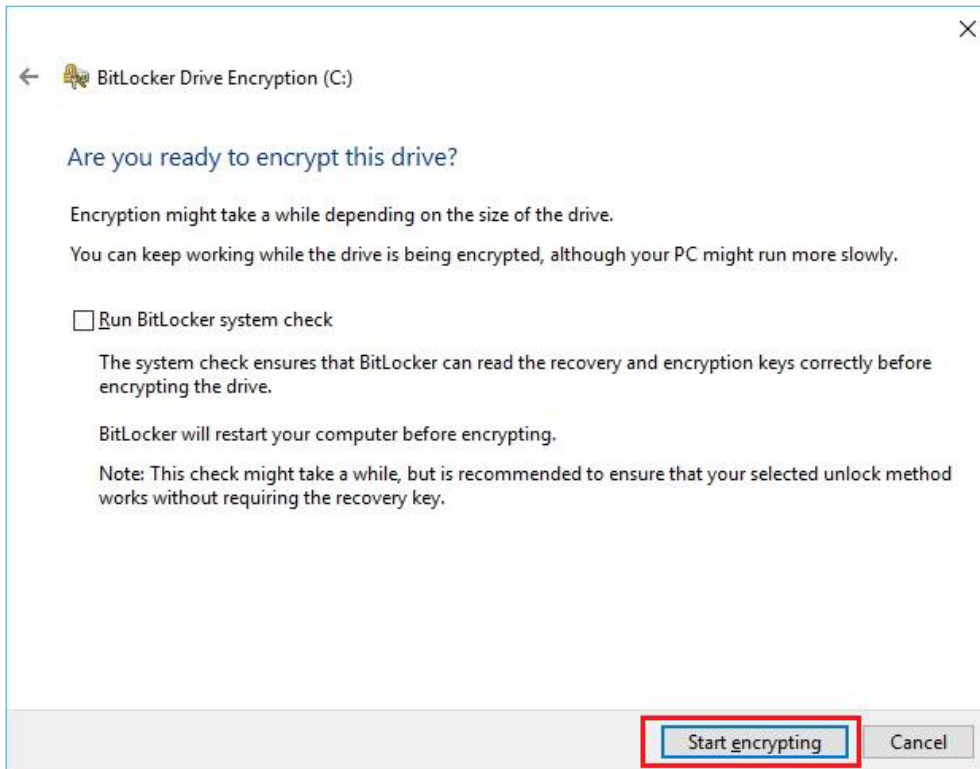 BitLocker Drive Encryption (C:)
Are you ready to encrypt this drive?
Encryption might take a while depending on the size of the drive.
You can keep working while the drive is being encrypted, although your PC might run more slowly.
Run BitLocker system check
The system check ensures that BitLocker can read the recovery and encryption keys correctly before
encrypting the drive.
BitLocker will restart your computer before encrypting.
Note: This check might take a while, but is recommended to ensure that your selected unlock method
works without requiring the recovery key.
Start encrypting Cancel